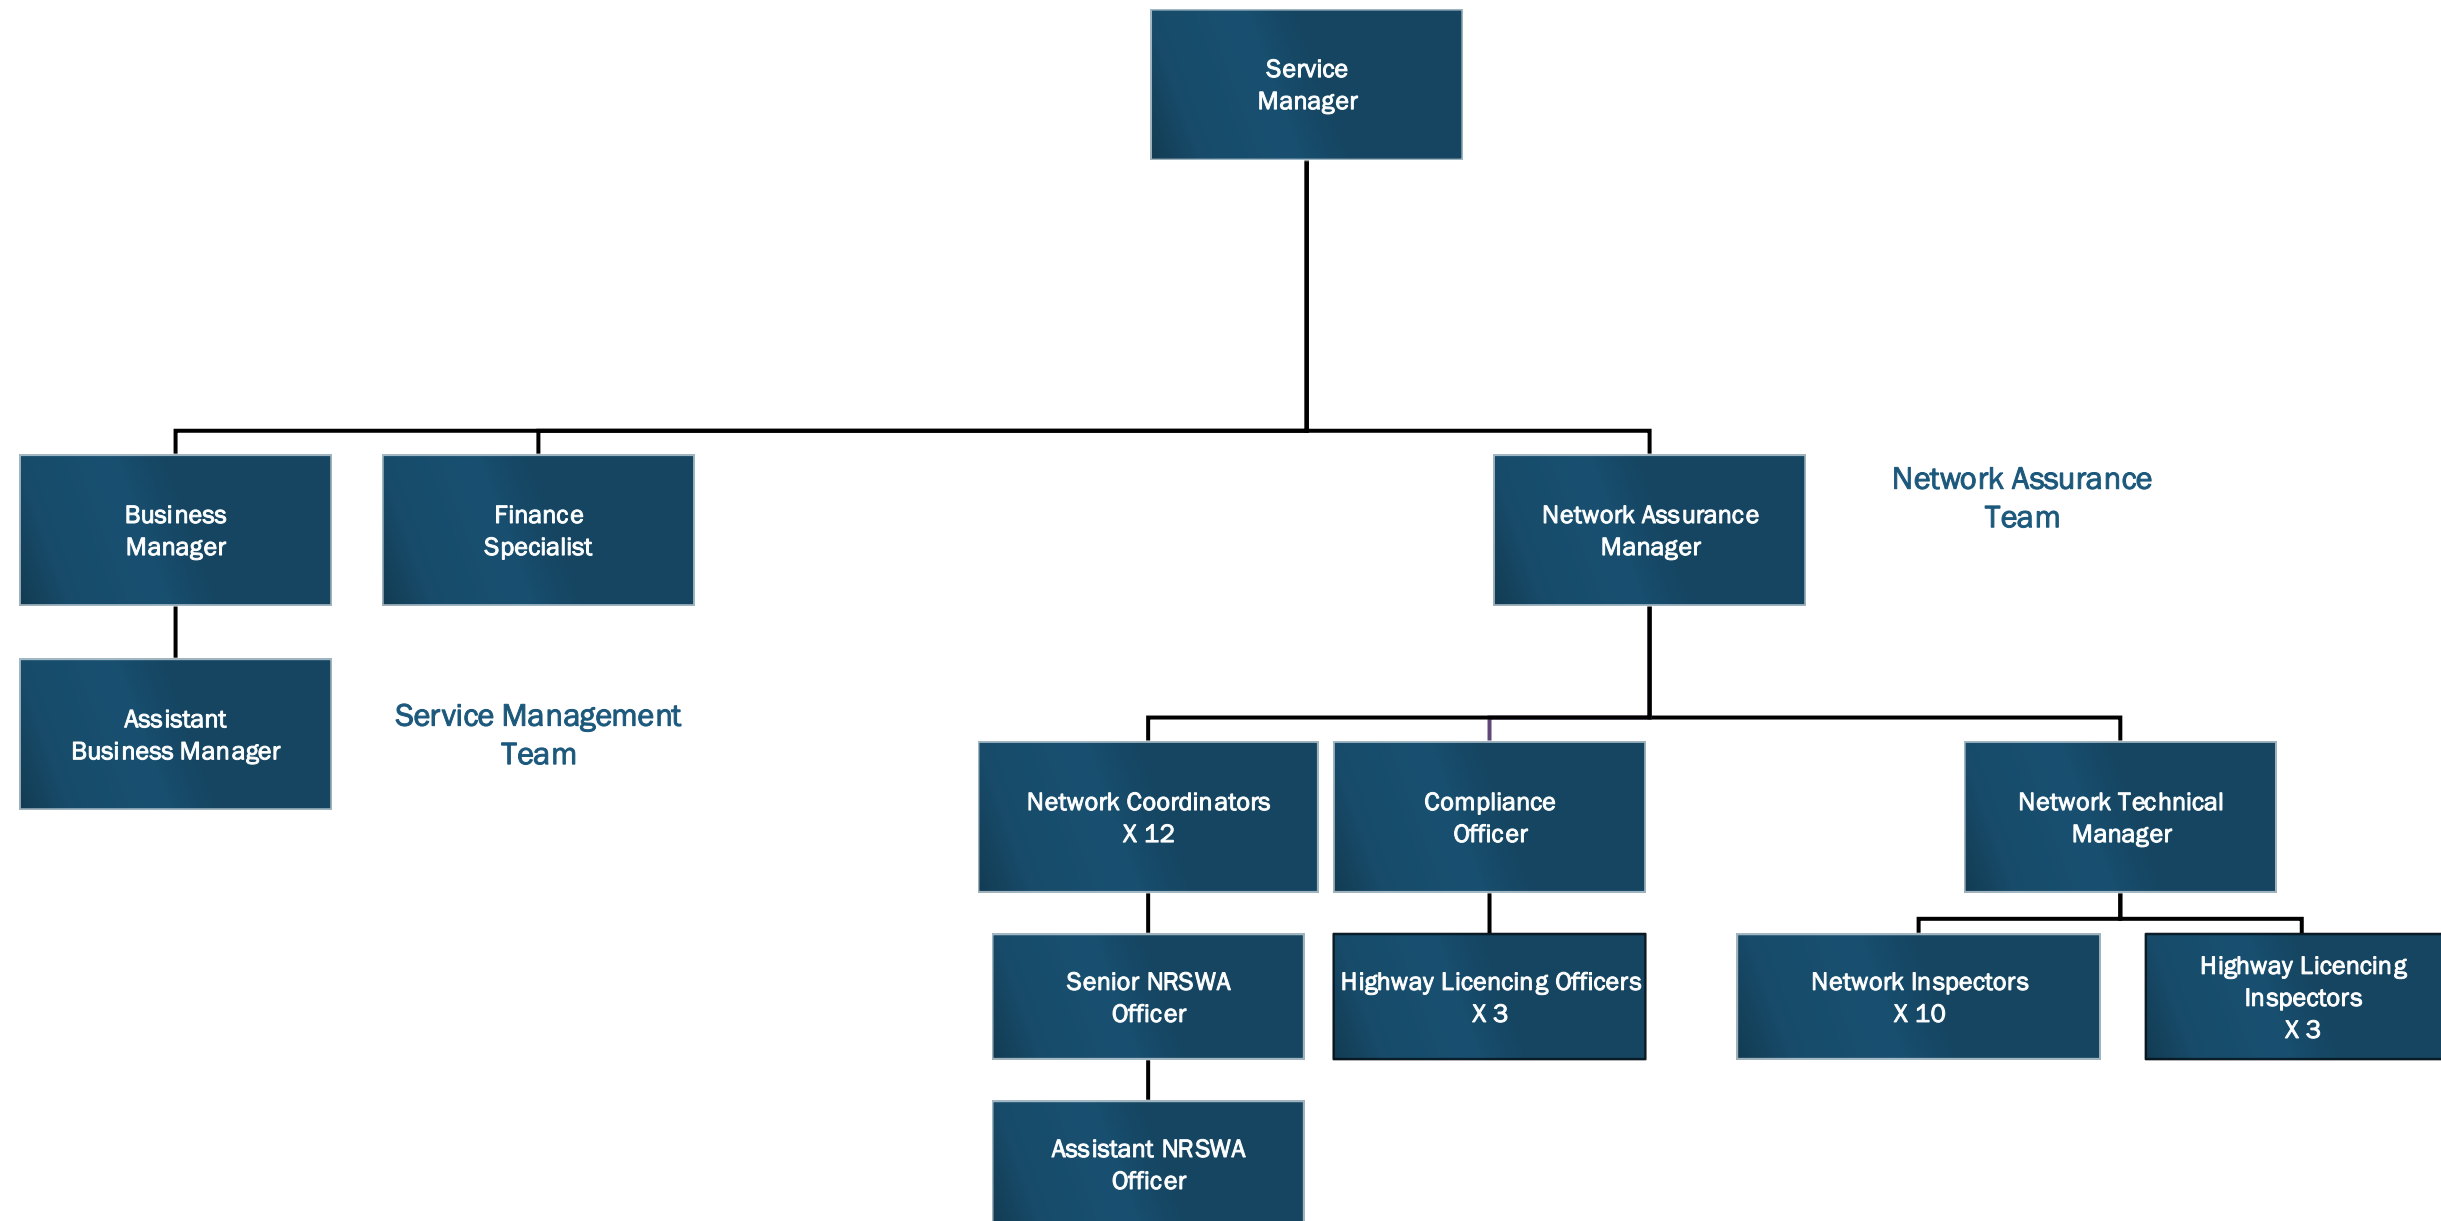 Service
Manager
Business
Manager
Finance
Specialist
Network Assurance
Manager
Network Assurance
Team
Assistant
Business Manager
Service Management
Team
Network Coordinators
X 12
Compliance
Officer
Network Technical
Manager
Senior NRSWA
Officer
Highway Licencing Officers
X 3
Network Inspectors
X 10
Highway Licencing
Inspectors
X 3
Assistant NRSWA
Officer